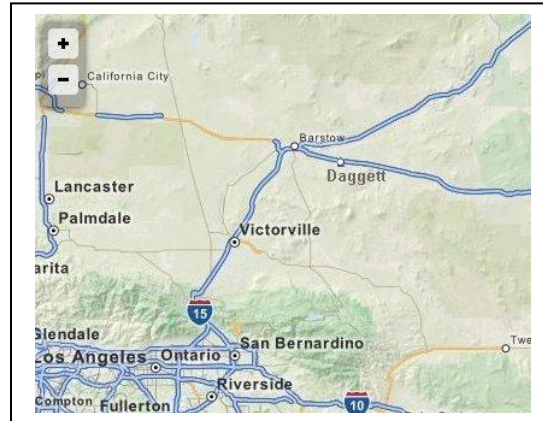 +
−
California City
Barstow
Daggett
Lancaster
Palmdale
Victorville
arita
15
Glendale
San Bernardino
Twe
Los Angeles
Ontario
Riverside
Compton
Fullerton
10